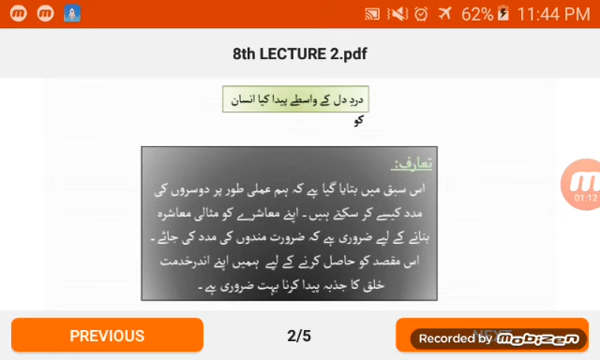 62% 11:44 PM
8th LECTURE 2.pdf
دردِ دل کے واسطے پیدا کیا انسان
کو
تعارف:
اس سبق میں بتایا گیا ہے کہ ہم عملی طور پر دوسروں کی
مدد کیسے کر سکتے ہیں۔ اپنے معاشرے کو مثالی معاشرہ
بنانے کے لیے ضروری ہے کہ ضرورت مندوں کی مدد کی جائے۔
اس مقصد کو حاصل کرنے کے لیے ہمیں اپنے اندرخدمت
خلق کا جذبہ پیدا کرنا بہت ضروری ہے۔
01:12
PREVIOUS
2/5
Recorded by MOBIZEN